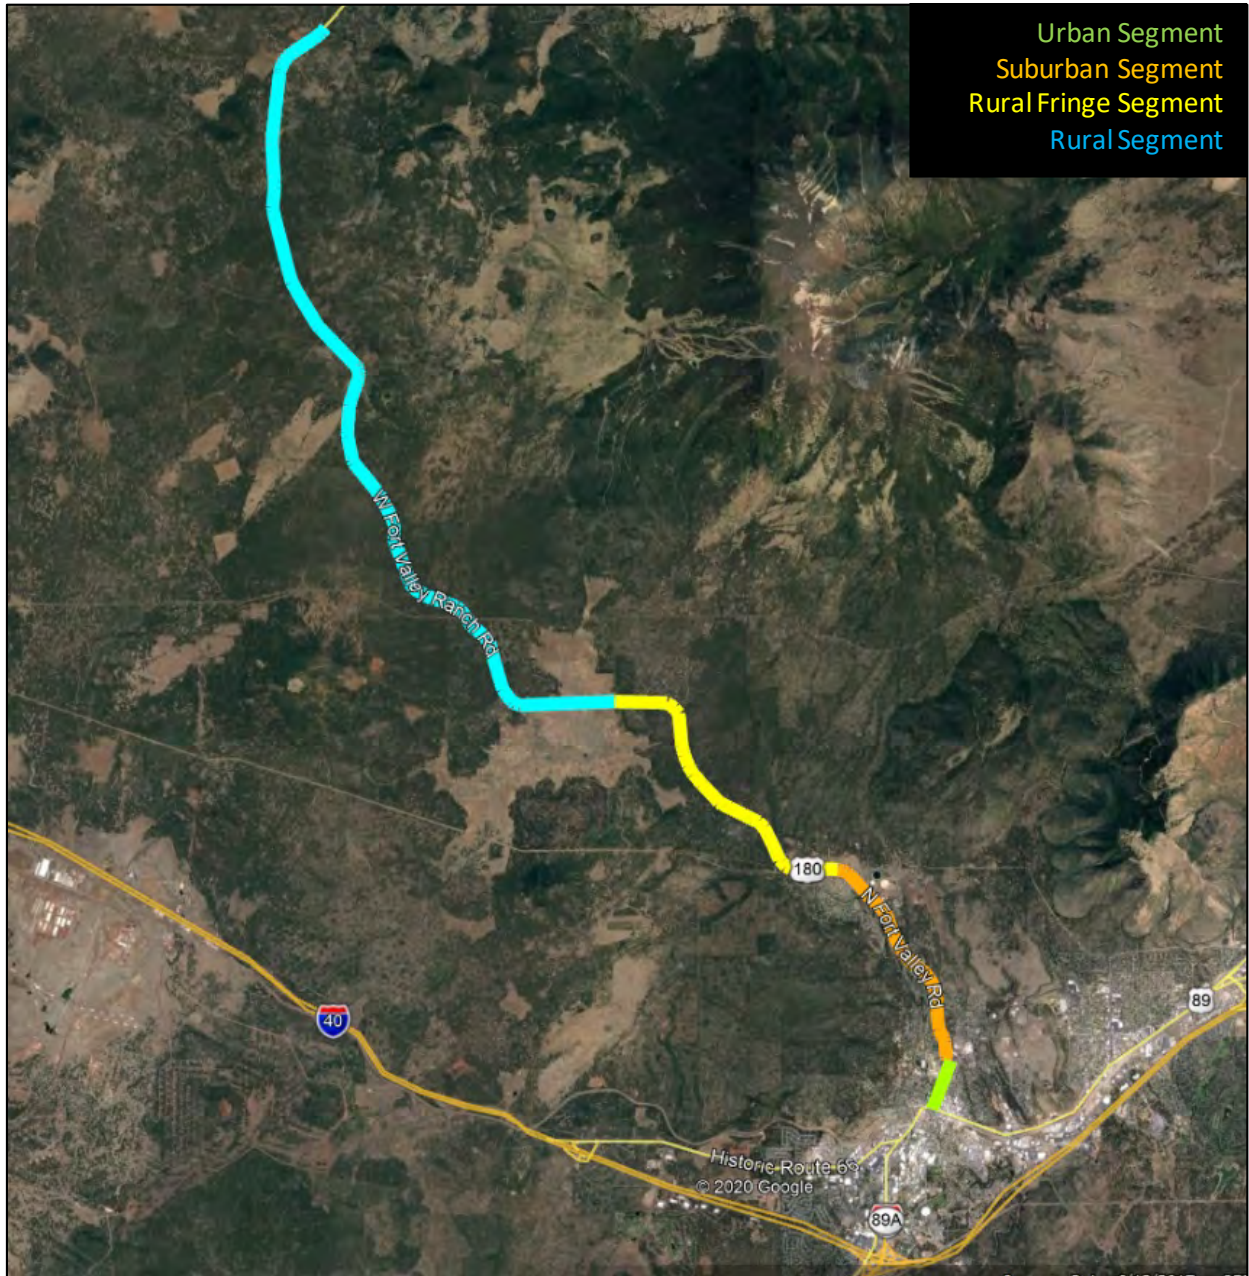 Urban Segment
Suburban Segment
Rural Fringe Segment
Rural Segment
W Fort Valley Ranch Rd
180
N Fort Valley Rd
89
40
Historic Route 66
© 2020 Google
89A